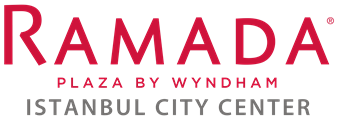 RAMADA®
PLAZA BY WYNDHAM
ISTANBUL CITY CENTER